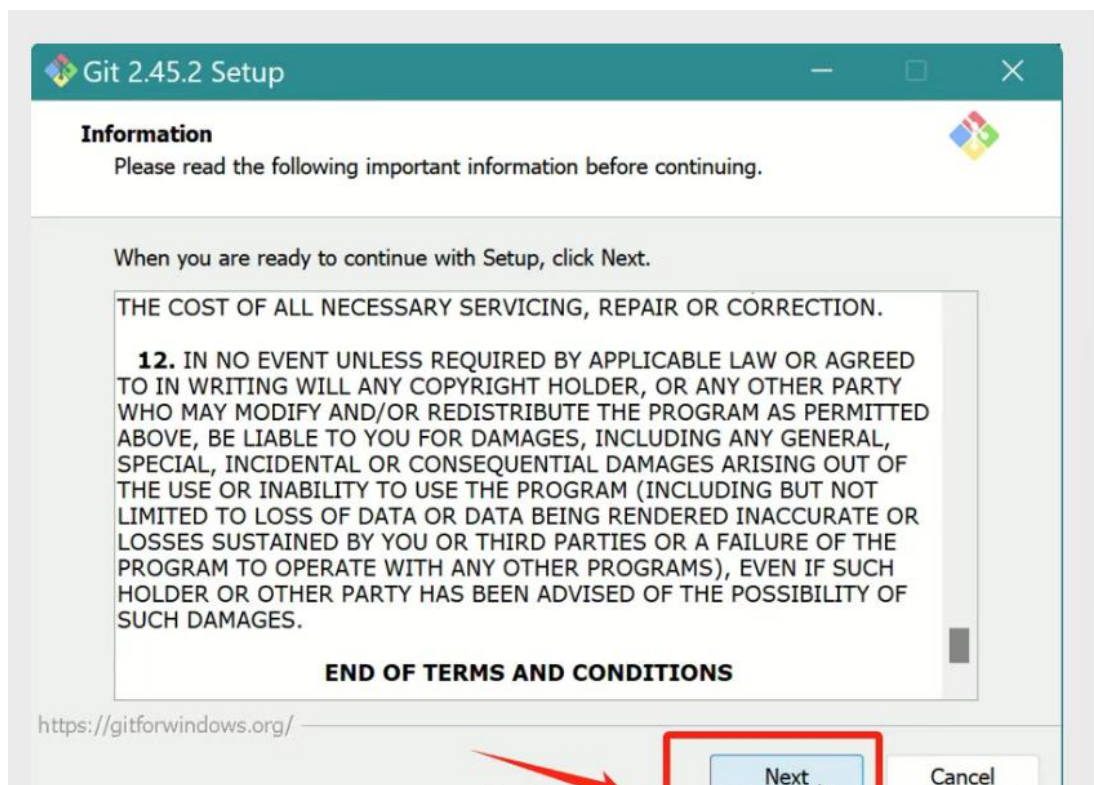 Git 2.45.2 Setup
Information
Please read the following important information before continuing.
When you are ready to continue with Setup, click Next.
THE COST OF ALL NECESSARY SERVICING, REPAIR OR CORRECTION.
12. IN NO EVENT UNLESS REQUIRED BY APPLICABLE LAW OR AGREED
TO IN WRITING WILL ANY COPYRIGHT HOLDER, OR ANY OTHER PARTY
WHO MAY MODIFY AND/OR REDISTRIBUTE THE PROGRAM AS PERMITTED
ABOVE, BE LIABLE TO YOU FOR DAMAGES, INCLUDING ANY GENERAL,
SPECIAL, INCIDENTAL OR CONSEQUENTIAL DAMAGES ARISING OUT OF
THE USE OR INABILITY TO USE THE PROGRAM (INCLUDING BUT NOT
LIMITED TO LOSS OF DATA OR DATA BEING RENDERED INACCURATE OR
LOSSES SUSTAINED BY YOU OR THIRD PARTIES OR A FAILURE OF THE
PROGRAM TO OPERATE WITH ANY OTHER PROGRAMS), EVEN IF SUCH
HOLDER OR OTHER PARTY HAS BEEN ADVISED OF THE POSSIBILITY OF
SUCH DAMAGES.
END OF TERMS AND CONDITIONS
https://gitforwindows.org/
Next
Cancel